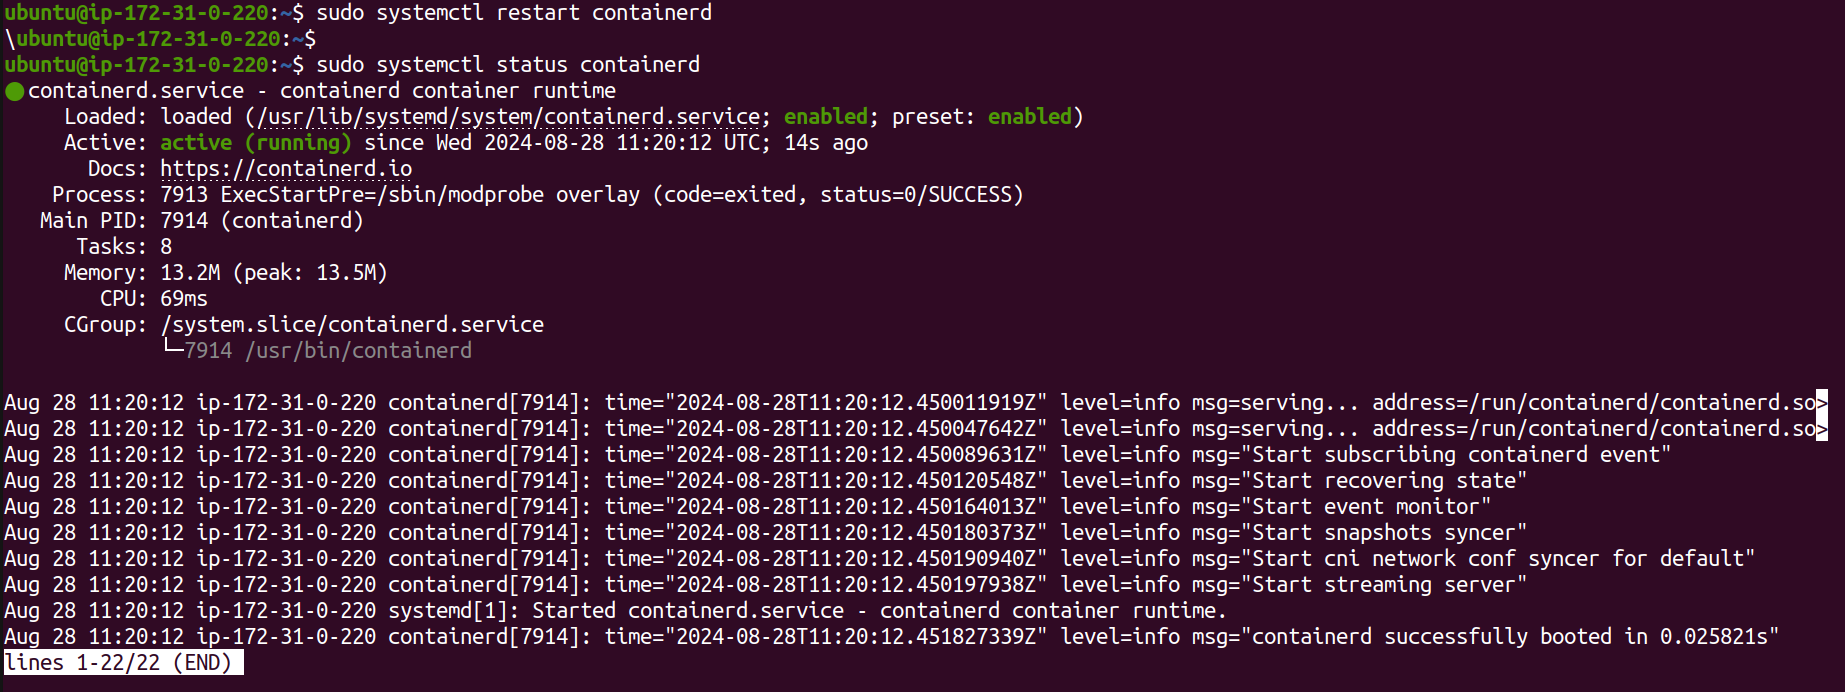 ubuntu@ip-172-31-0-220:~$ sudo systemctl restart containerd
\ubuntu@ip-172-31-0-220:~$
ubuntu@ip-172-31-0-220:~$ sudo systemctl status containerd
● containerd.service - containerd container runtime
     Loaded: loaded (/usr/lib/systemd/system/containerd.service; enabled; preset: enabled)
     Active: active (running) since Wed 2024-08-28 11:20:12 UTC; 14s ago
       Docs: https://containerd.io
    Process: 7913 ExecStartPre=/sbin/modprobe overlay (code=exited, status=0/SUCCESS)
   Main PID: 7914 (containerd)
      Tasks: 8
     Memory: 13.2M (peak: 13.5M)
        CPU: 69ms
     CGroup: /system.slice/containerd.service
             └─7914 /usr/bin/containerd

Aug 28 11:20:12 ip-172-31-0-220 containerd[7914]: time="2024-08-28T11:20:12.450011919Z" level=info msg=serving... address=/run/containerd/containerd.so>
Aug 28 11:20:12 ip-172-31-0-220 containerd[7914]: time="2024-08-28T11:20:12.450047642Z" level=info msg=serving... address=/run/containerd/containerd.so>
Aug 28 11:20:12 ip-172-31-0-220 containerd[7914]: time="2024-08-28T11:20:12.450089631Z" level=info msg="Start subscribing containerd event"
Aug 28 11:20:12 ip-172-31-0-220 containerd[7914]: time="2024-08-28T11:20:12.450120548Z" level=info msg="Start recovering state"
Aug 28 11:20:12 ip-172-31-0-220 containerd[7914]: time="2024-08-28T11:20:12.450164013Z" level=info msg="Start event monitor"
Aug 28 11:20:12 ip-172-31-0-220 containerd[7914]: time="2024-08-28T11:20:12.450180373Z" level=info msg="Start snapshots syncer"
Aug 28 11:20:12 ip-172-31-0-220 containerd[7914]: time="2024-08-28T11:20:12.450190940Z" level=info msg="Start cni network conf syncer for default"
Aug 28 11:20:12 ip-172-31-0-220 containerd[7914]: time="2024-08-28T11:20:12.450197938Z" level=info msg="Start streaming server"
Aug 28 11:20:12 ip-172-31-0-220 systemd[1]: Started containerd.service - containerd container runtime.
Aug 28 11:20:12 ip-172-31-0-220 containerd[7914]: time="2024-08-28T11:20:12.451827339Z" level=info msg="containerd successfully booted in 0.025821s"
lines 1-22/22 (END)